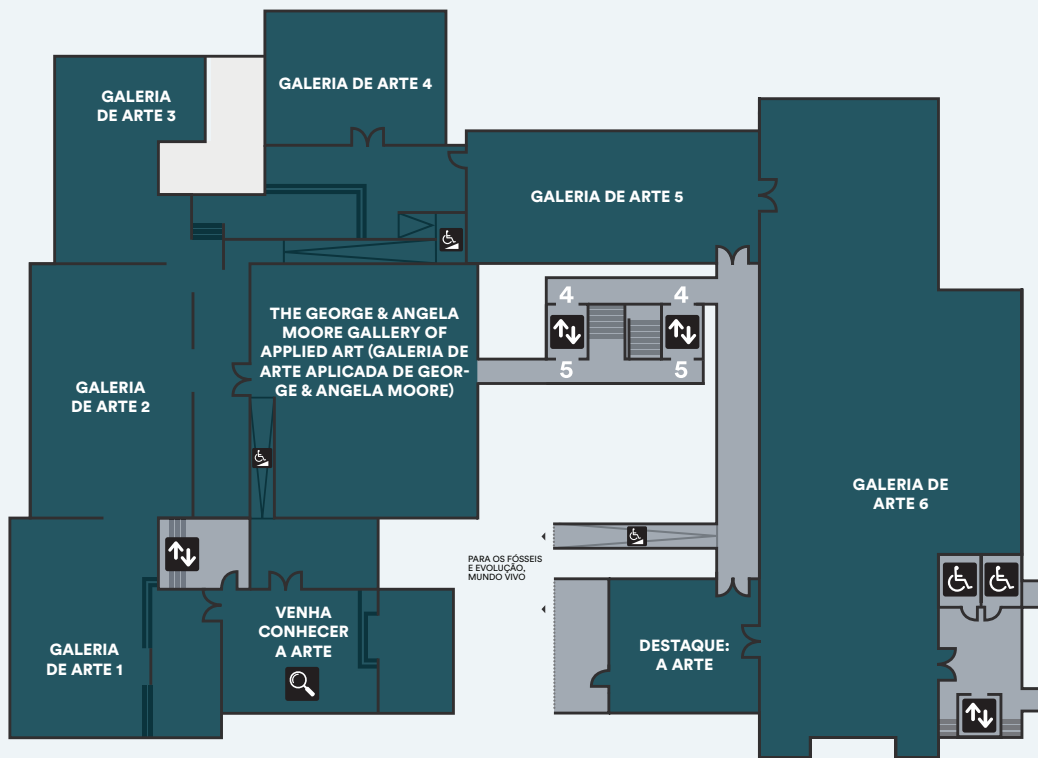 GALERIA DE ARTE 4
GALERIA
DE ARTE 3
GALERIA DE ARTE 5
4
4
5
5
THE GEORGE & ANGELA
MOORE GALLERY OF
APPLIED ART (GALERIA DE
ARTE APLICADA DE GEOR-
GE & ANGELA MOORE)
GALERIA
DE ARTE 2
GALERIA DE
ARTE 6
PARA OS FÓSSEIS
E EVOLUÇÃO,
MUNDO VIVO
VENHA
CONHECER
A ARTE
DESTAQUE:
A ARTE
GALERIA
DE ARTE 1